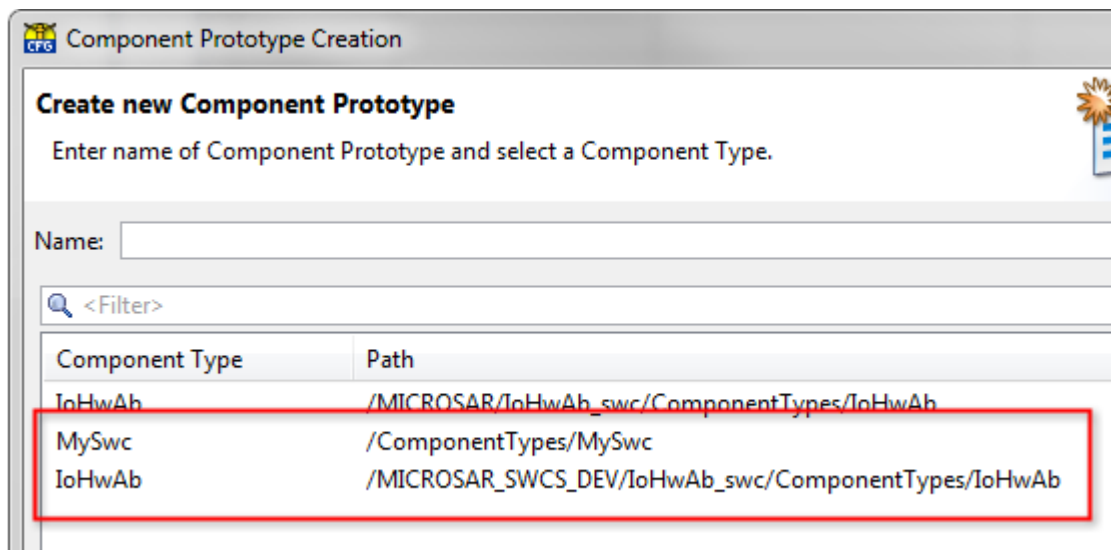 CFG
Component Prototype Creation
Create new Component Prototype
Enter name of Component Prototype and select a Component Type.
Name:
<Filter>
Component Type Path
IoHwAb /MICROSAR/IoHwAb_swc/ComponentTypes/IoHwAb
MySwc /ComponentTypes/MySwc
IoHwAb /MICROSAR_SWCS_DEV/IoHwAb_swc/ComponentTypes/IoHwAb